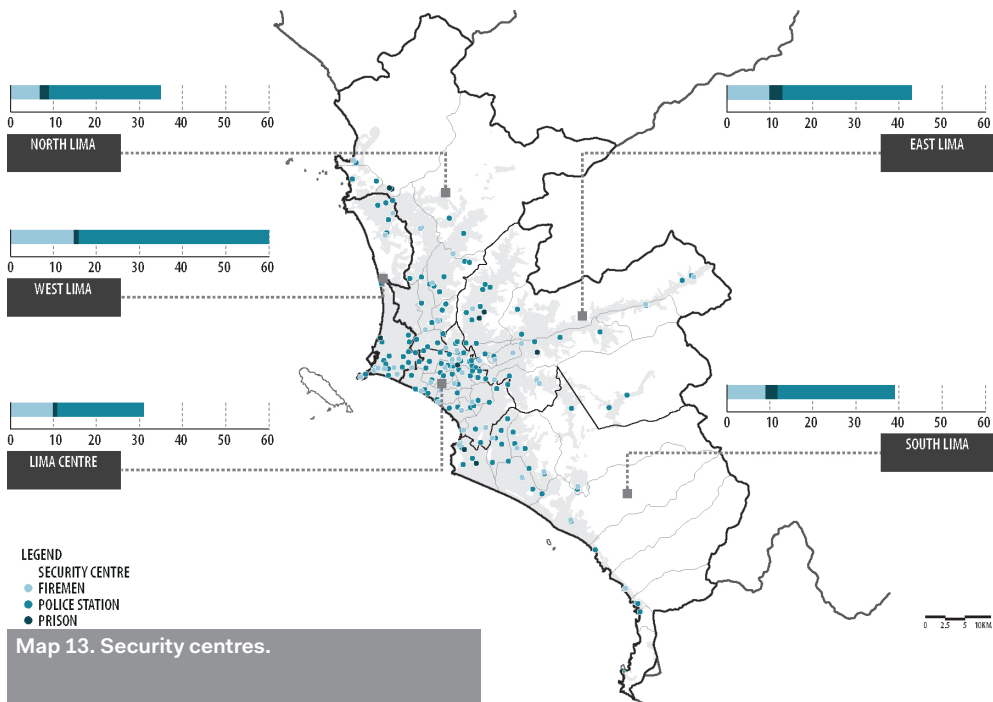 0 10 20 30 40 50 60
NORTH LIMA
0 10 20 30 40 50 60
EAST LIMA
0 10 20 30 40 50 60
WEST LIMA
0 10 20 30 40 50 60
LIMA CENTRE
0 10 20 30 40 50 60
SOUTH LIMA
LEGEND
SECURITY CENTRE
FIREMEN
POLICE STATION
PRISON
0 2.5 5 10KM
Map 13. Security centres.